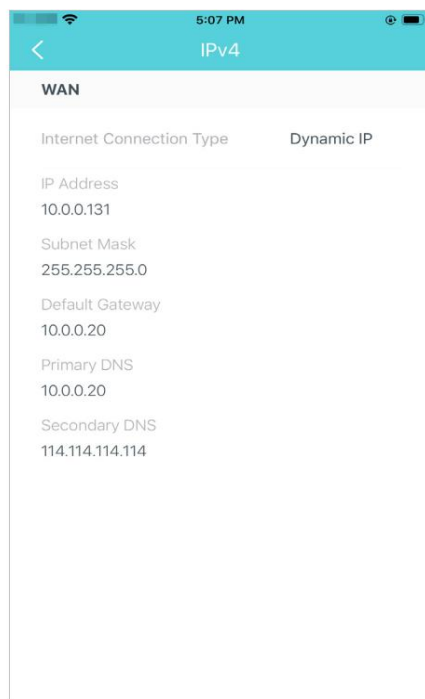 5:07 PM
IPv4
WAN
Internet Connection Type Dynamic IP
IP Address
10.0.0.131
Subnet Mask
255.255.255.0
Default Gateway
10.0.0.20
Primary DNS
10.0.0.20
Secondary DNS
114.114.114.114